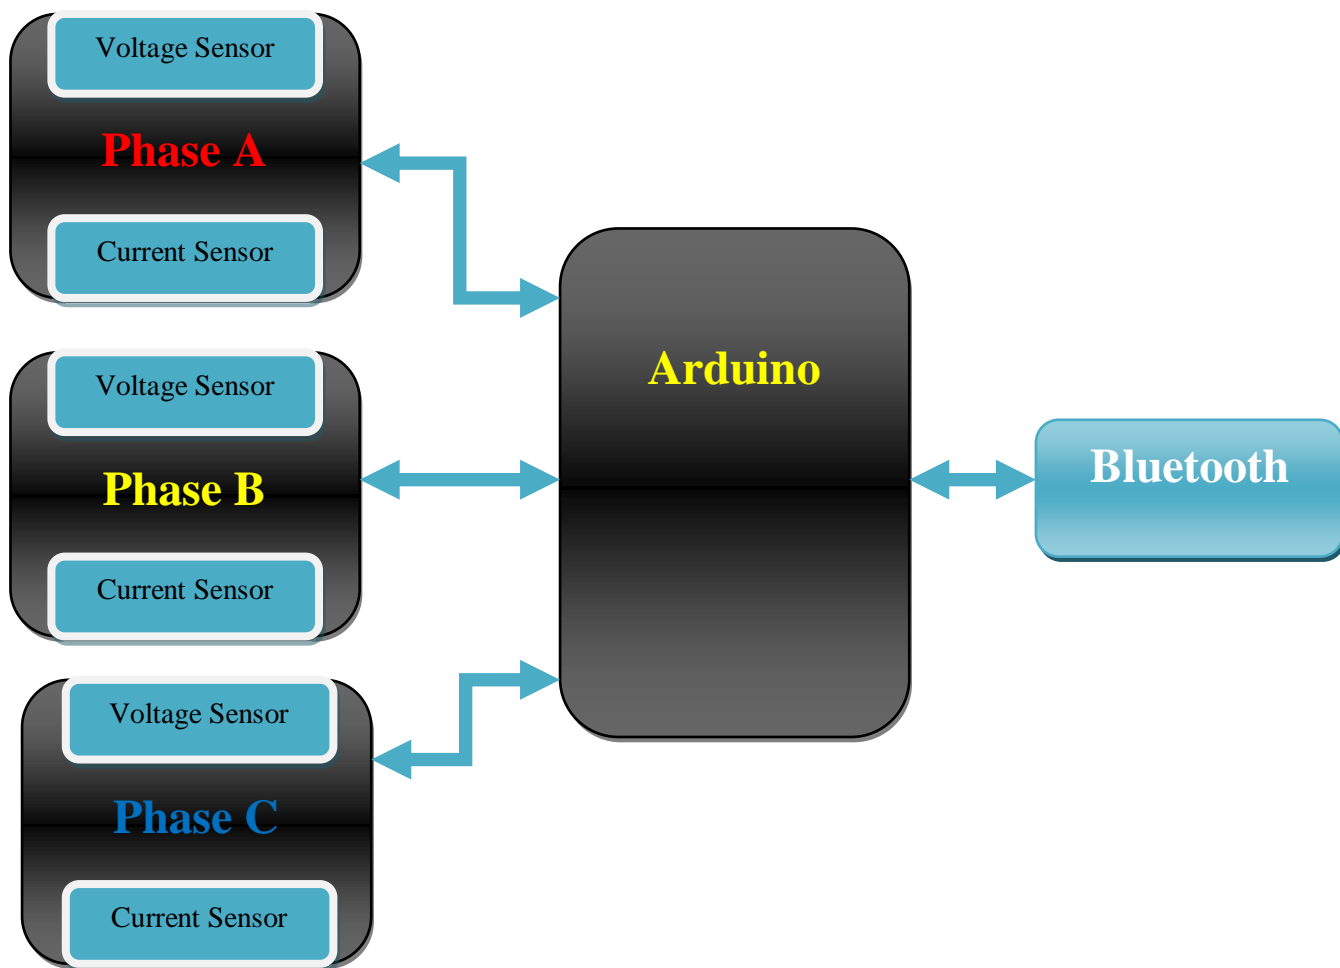 Voltage Sensor
Phase A
Current Sensor
Voltage Sensor
Phase B
Current Sensor
Voltage Sensor
Phase C
Current Sensor
Arduino
Bluetooth